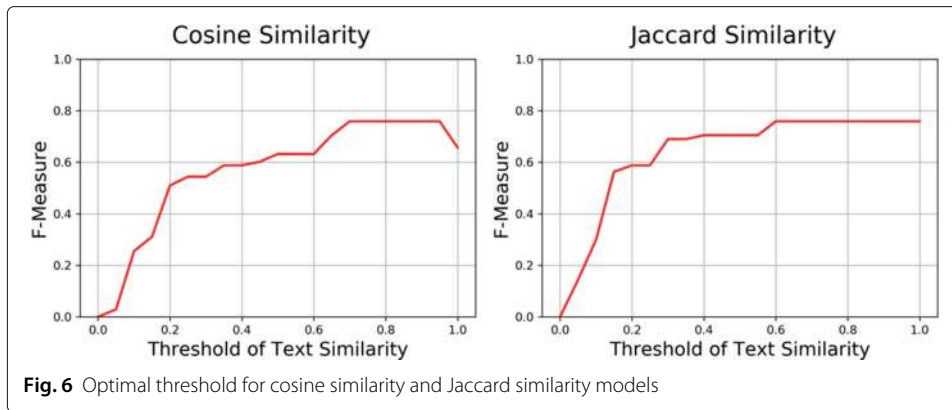 Cosine Similarity
1.0
0.8
0.6
0.4
0.2
0.0
F-Measure
0.0 0.2 0.4 0.6 0.8 1.0
Threshold of Text Similarity
Jaccard Similarity
1.0
0.8
0.6
0.4
0.2
0.0
F-Measure
0.0 0.2 0.4 0.6 0.8 1.0
Threshold of Text Similarity
Fig. 6 Optimal threshold for cosine similarity and Jaccard similarity models